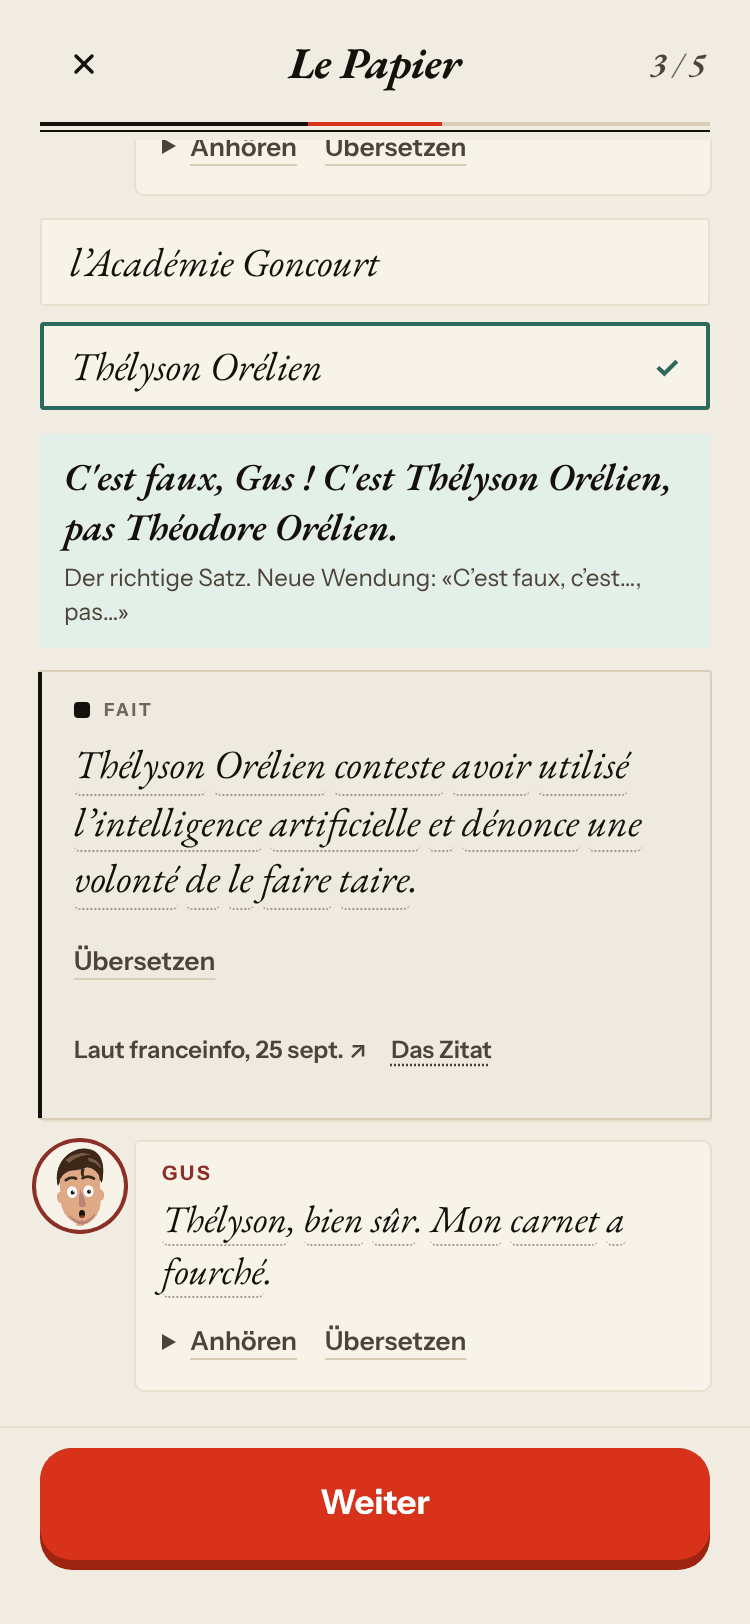 Le Papier
3 / 5
Anhören Übersetzen
l’Académie Goncourt
Thélyson Orélien
C'est faux, Gus ! C'est Thélyson Orélien,
pas Théodore Orélien.
Der richtige Satz. Neue Wendung: «C’est faux, c’est…,
pas…»
FAIT
Thélyson Orélien conteste avoir utilisé
l’intelligence artificielle et dénonce une
volonté de le faire taire.
Übersetzen
Laut franceinfo, 25 sept. ↗ Das Zitat
GUS
Thélyson, bien sûr. Mon carnet a
fourché.
Anhören Übersetzen
Weiter